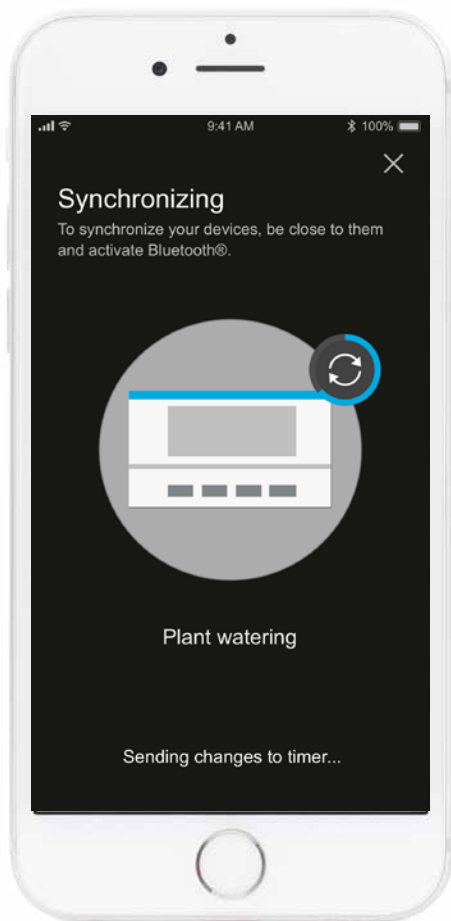 9:41 AM
100%
Synchronizing
To synchronize your devices, be close to them
and activate Bluetooth®.
Plant watering
Sending changes to timer...